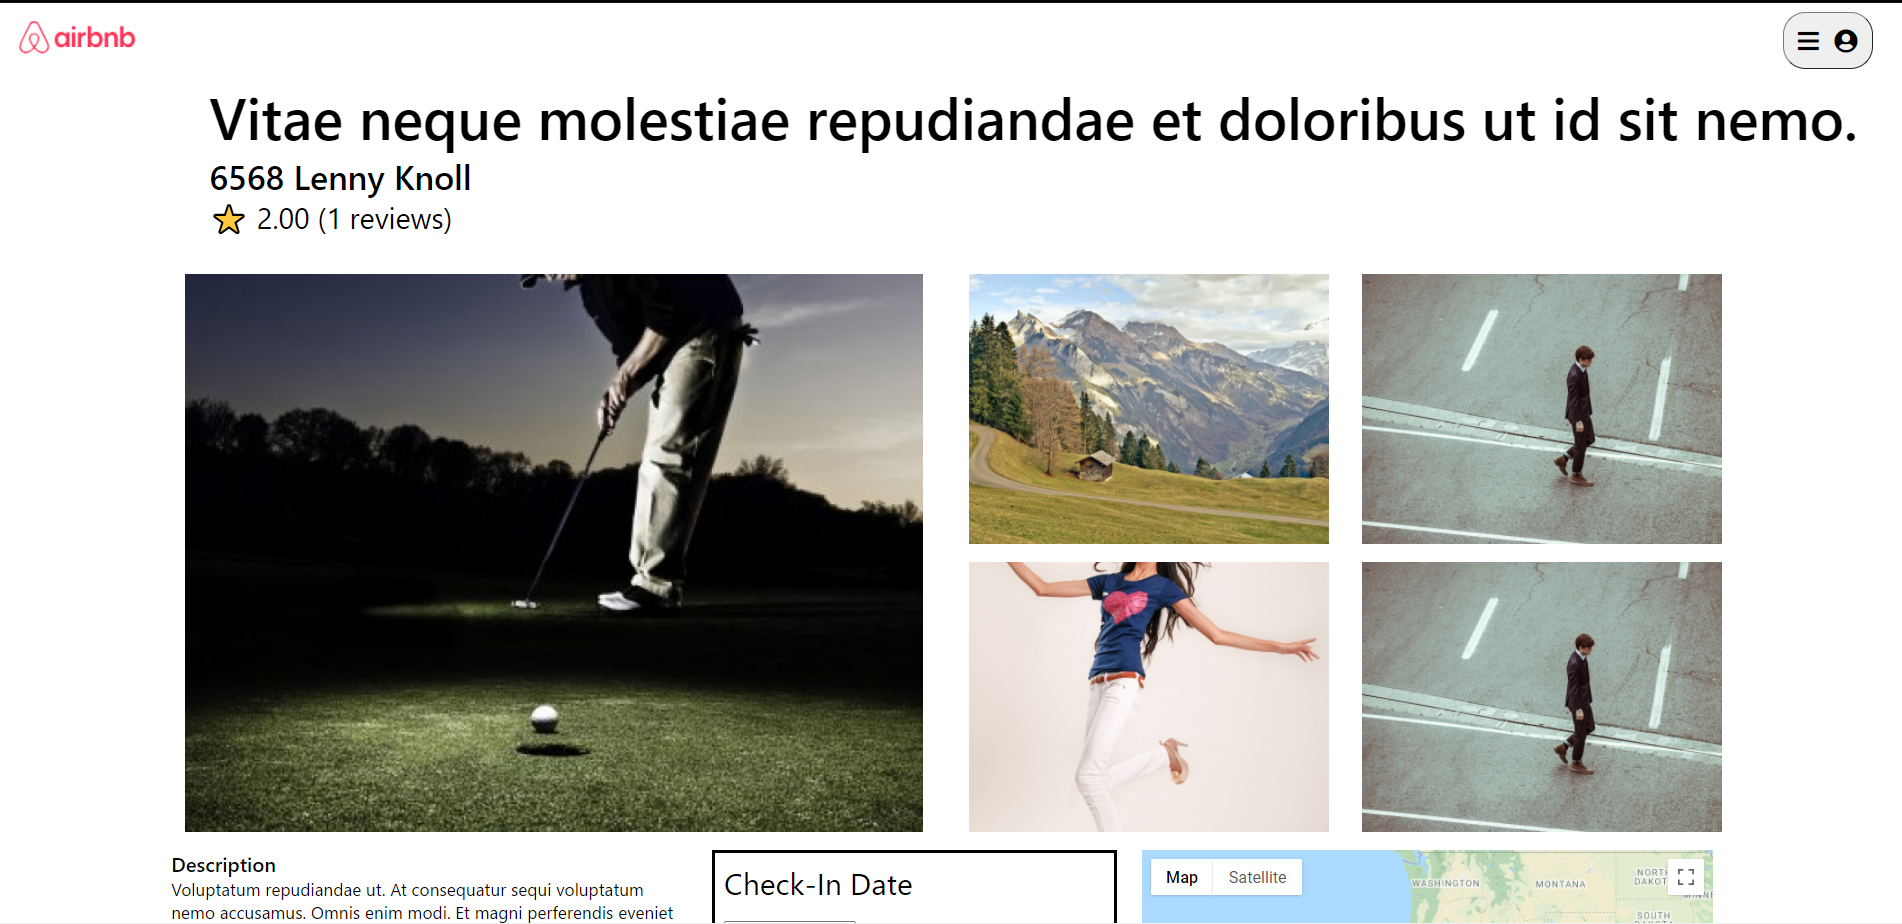 airbnb
Vitae neque molestiae repudiandae et doloribus ut id sit nemo.
6568 Lenny Knoll
2.00 (1 reviews)
Description
Voluptatum repudiandae ut. At consequatur sequi voluptatum
nemo accusamus. Omnis enim modi. Et magni perferendis eveniet
Check-In Date
Map Satellite
WASHINGTON
MONTANA
NORTH
DAKOTA
MINNE
SOUTH